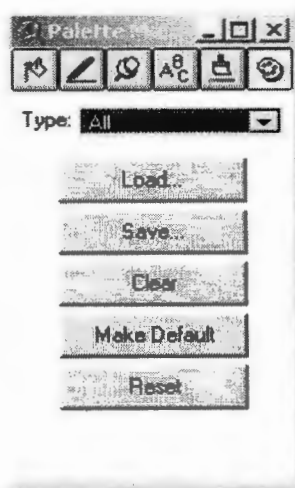 Palette
A B C
Type: All
Load...
Save...
Clear
Make Default
Reset